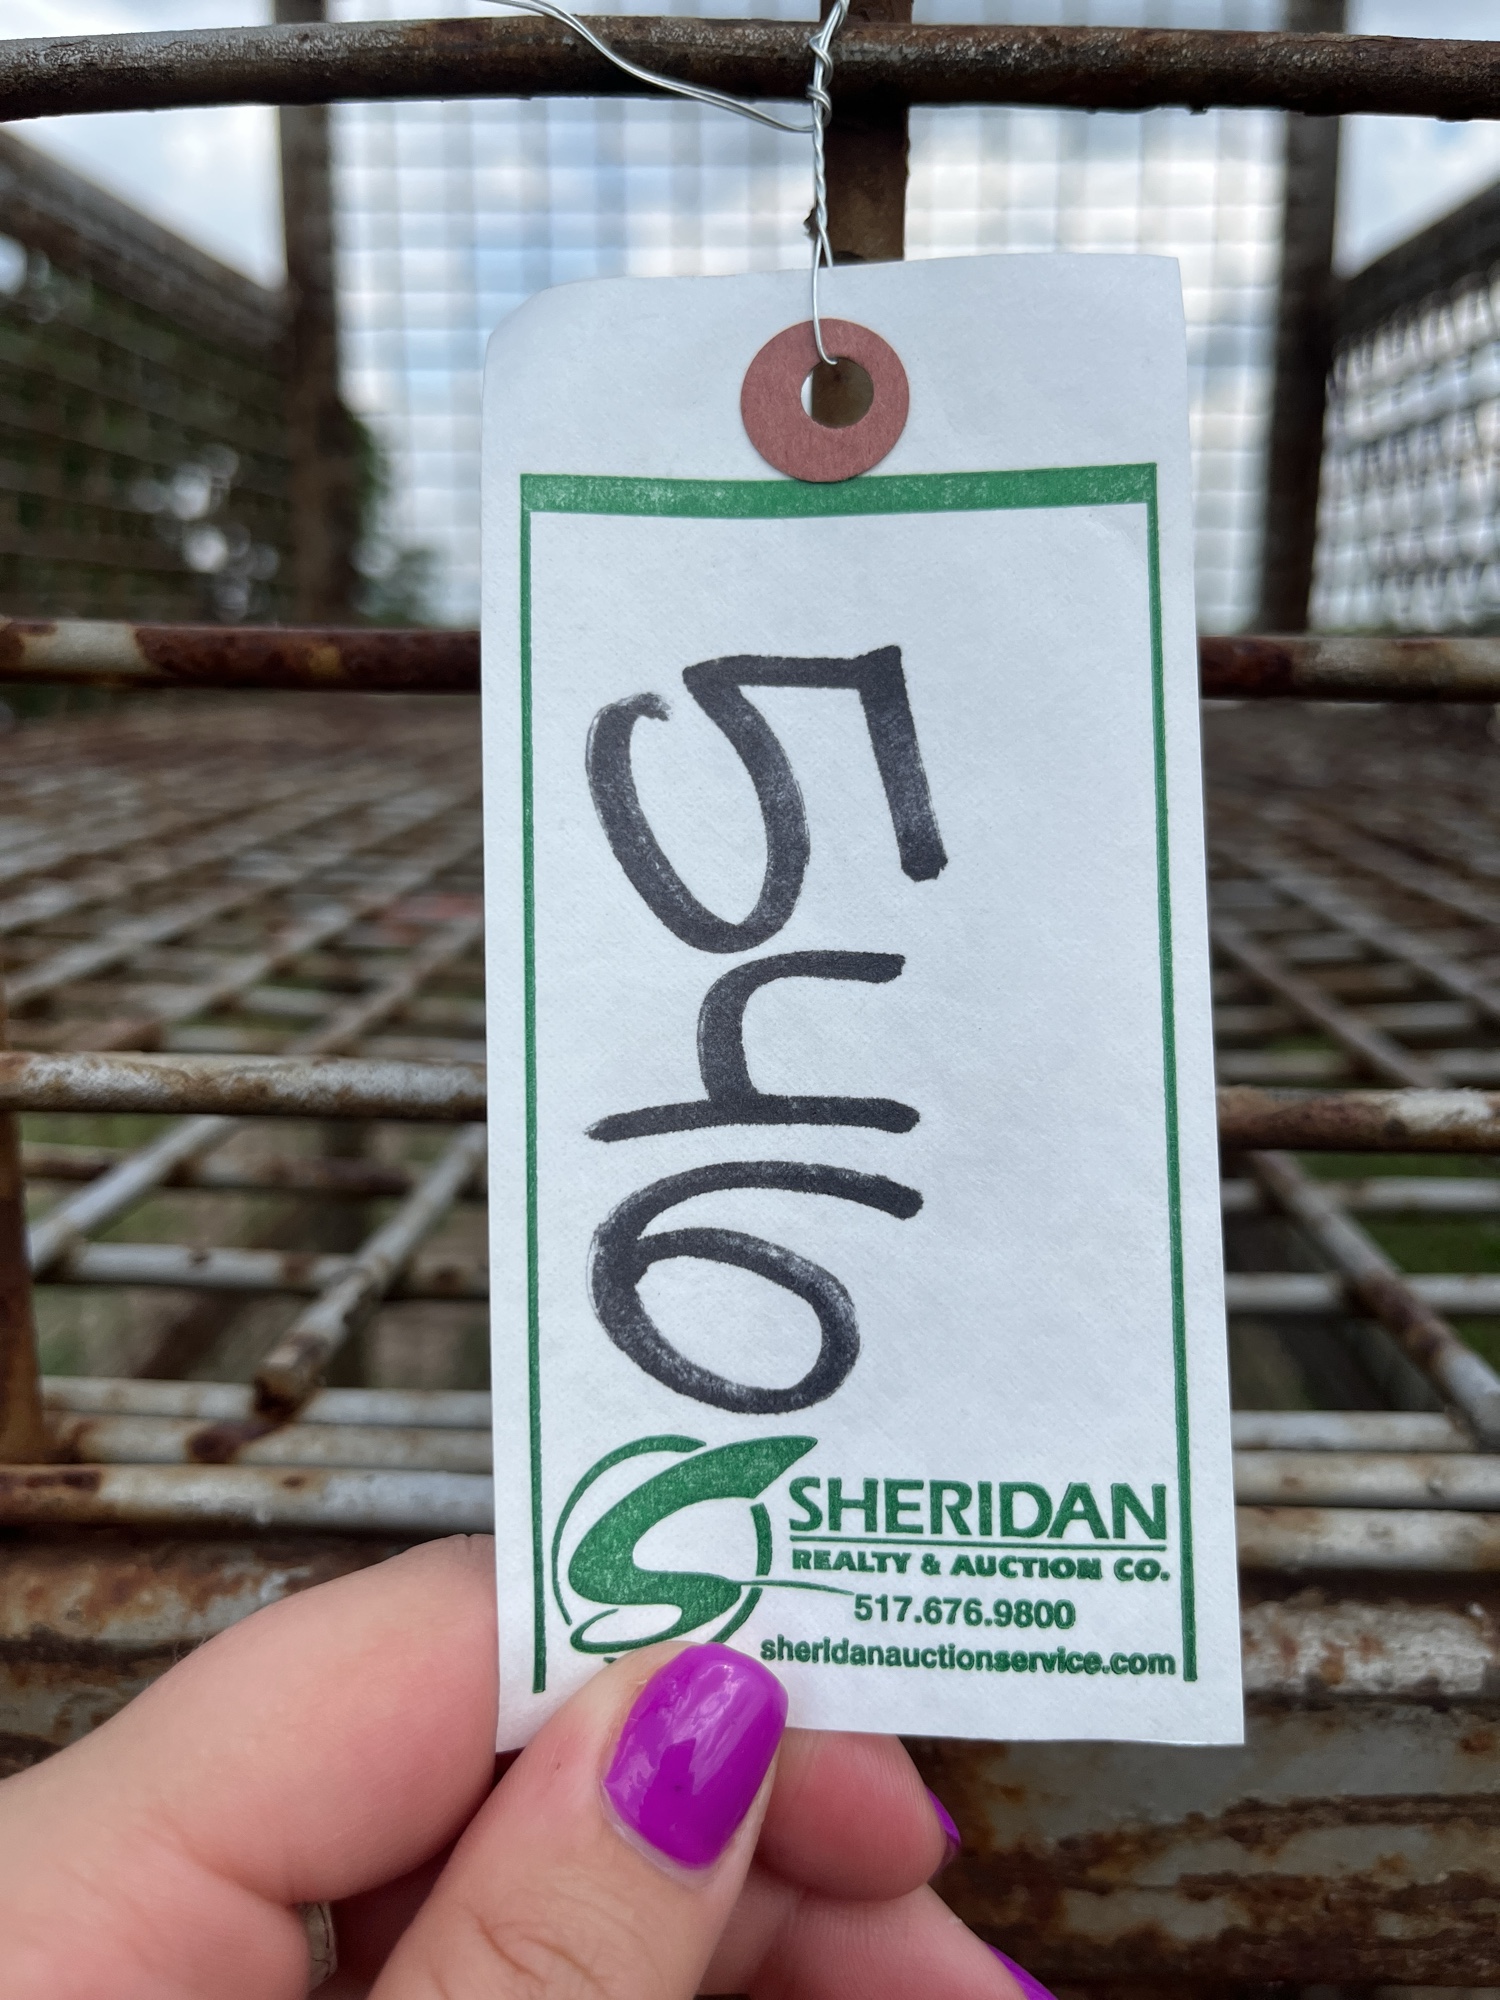 546
SHERIDAN
REALTY & AUCTION CO.
517.676.9800
sheridanauctionservice.com